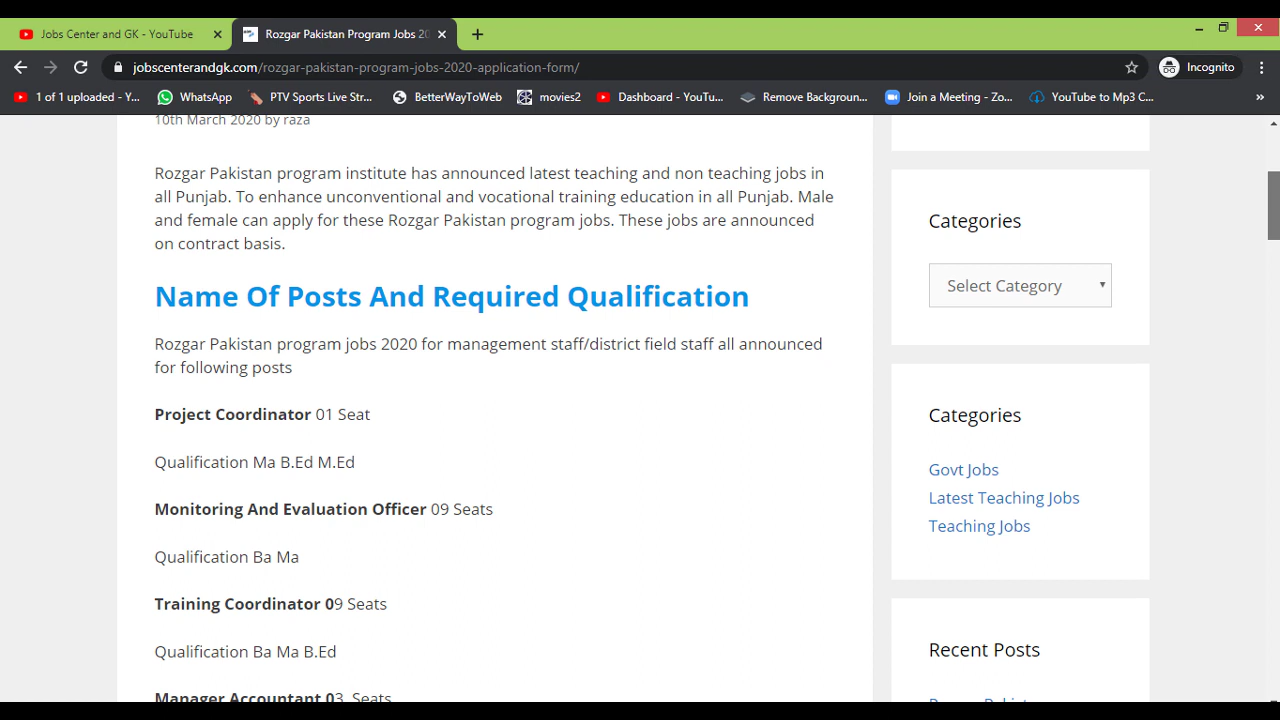 Jobs Center and GK - YouTube
Rozgar Pakistan Program Jobs 20
jobscenterandgk.com/rozgar-pakistan-program-jobs-2020-application-form/
Incognito
1 of 1 uploaded - Y...
WhatsApp
PTV Sports Live Str...
BetterWayToWeb
movies2
Dashboard - YouTu...
Remove Backgroun...
Join a Meeting - Zo...
YouTube to Mp3 C...
10th March 2020 by raza
Rozgar Pakistan program institute has announced latest teaching and non teaching jobs in
all Punjab. To enhance unconventional and vocational training education in all Punjab. Male
and female can apply for these Rozgar Pakistan program jobs. These jobs are announced
on contract basis.
Name Of Posts And Required Qualification
Rozgar Pakistan program jobs 2020 for management staff/district field staff all announced
for following posts
Project Coordinator 01 Seat
Qualification Ma B.Ed M.Ed
Monitoring And Evaluation Officer 09 Seats
Qualification Ba Ma
Training Coordinator 09 Seats
Qualification Ba Ma B.Ed
Manager Accountant 03 Seats
Categories
Select Category
Categories
Govt Jobs
Latest Teaching Jobs
Teaching Jobs
Recent Posts